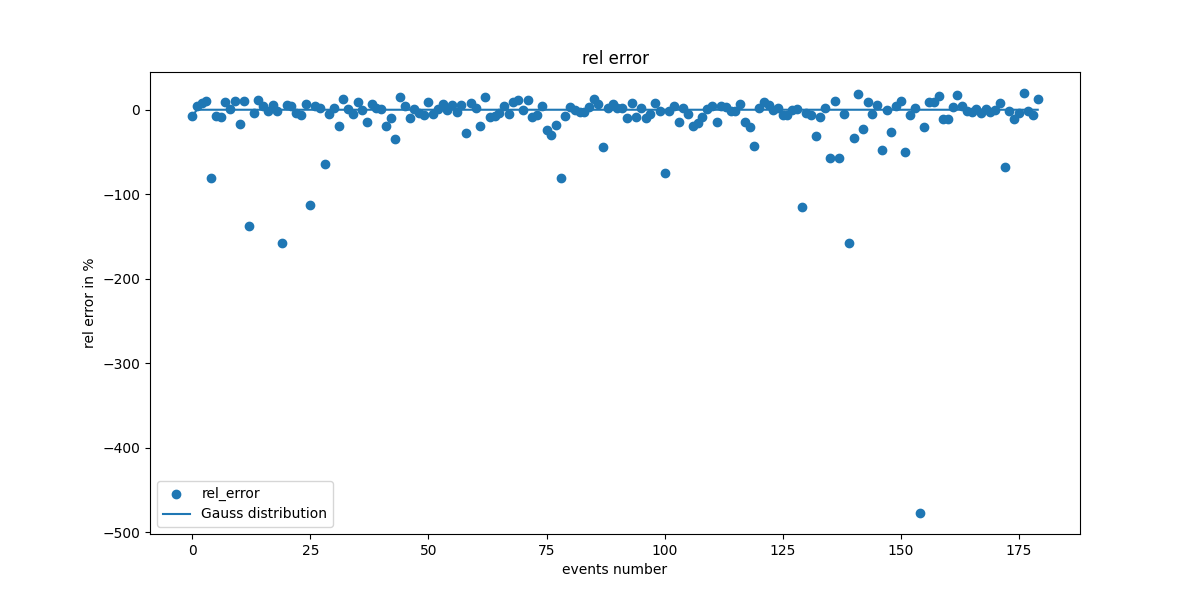 rel error
0
−100
−200
−300
−400
−500
rel error in %
rel_error
Gauss distribution
0
25
50
75
100
125
150
175
events number